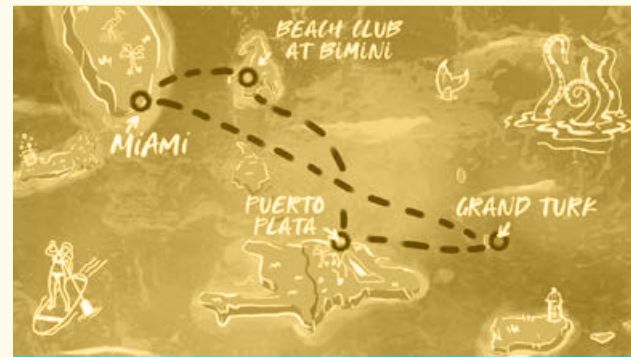 BEACH CLUB
AT BIMINI
MIAMI
PUERTO
PLATA
GRAND TURK